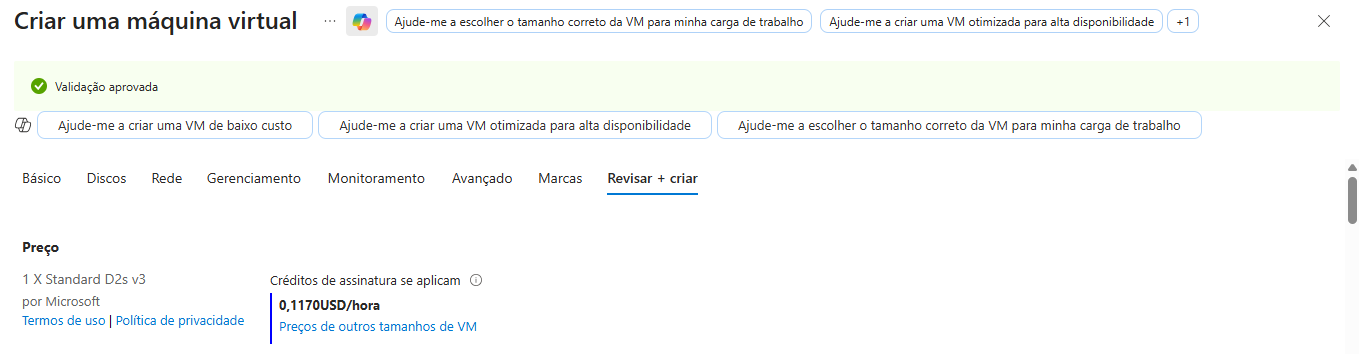 Criar uma máquina virtual ... Ajude-me a escolher o tamanho correto da VM para minha carga de trabalho Ajude-me a criar uma VM otimizada para alta disponibilidade +1
Validação aprovada
Ajude-me a criar uma VM de baixo custo Ajude-me a criar uma VM otimizada para alta disponibilidade Ajude-me a escolher o tamanho correto da VM para minha carga de trabalho
Básico Discos Rede Gerenciamento Monitoramento Avançado Marcas Revisar + criar
Preço
1 X Standard D2s v3
por Microsoft
Termos de uso | Política de privacidade
Créditos de assinatura se aplicam
0,1170USD/hora
Preços de outros tamanhos de VM